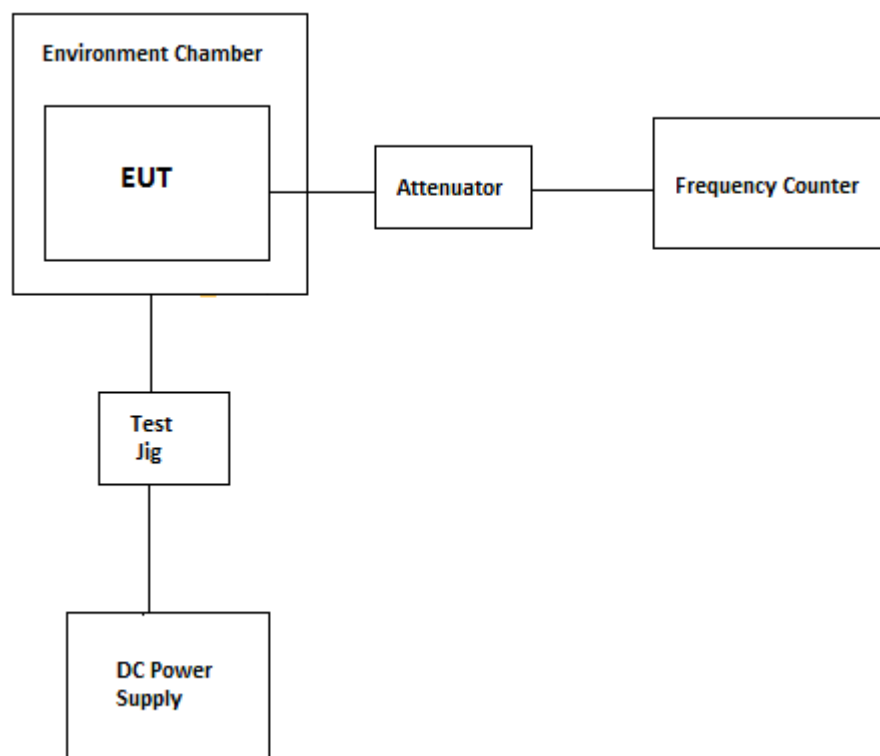 Environment Chamber
EUT
Attenuator
Frequency Counter
Test
Jig
DC Power
Supply